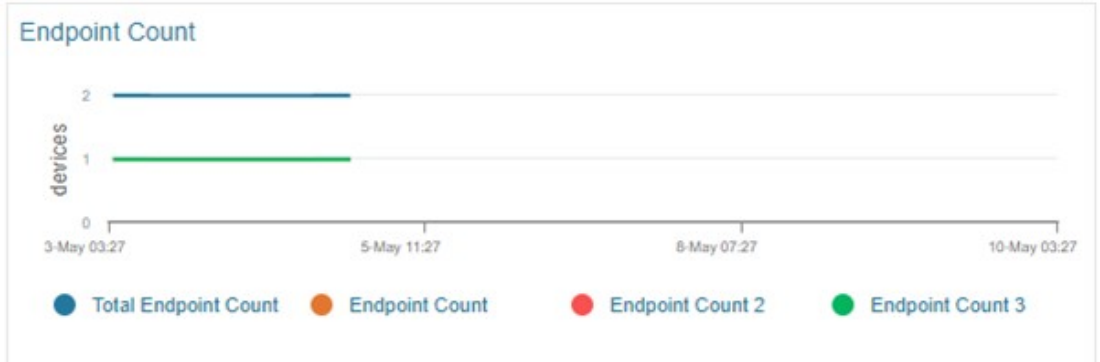 Endpoint Count
2
devices
1
0
3-May 03:27 5-May 11:27 8-May 07:27 10-May 03:27
Total Endpoint Count Endpoint Count Endpoint Count 2 Endpoint Count 3